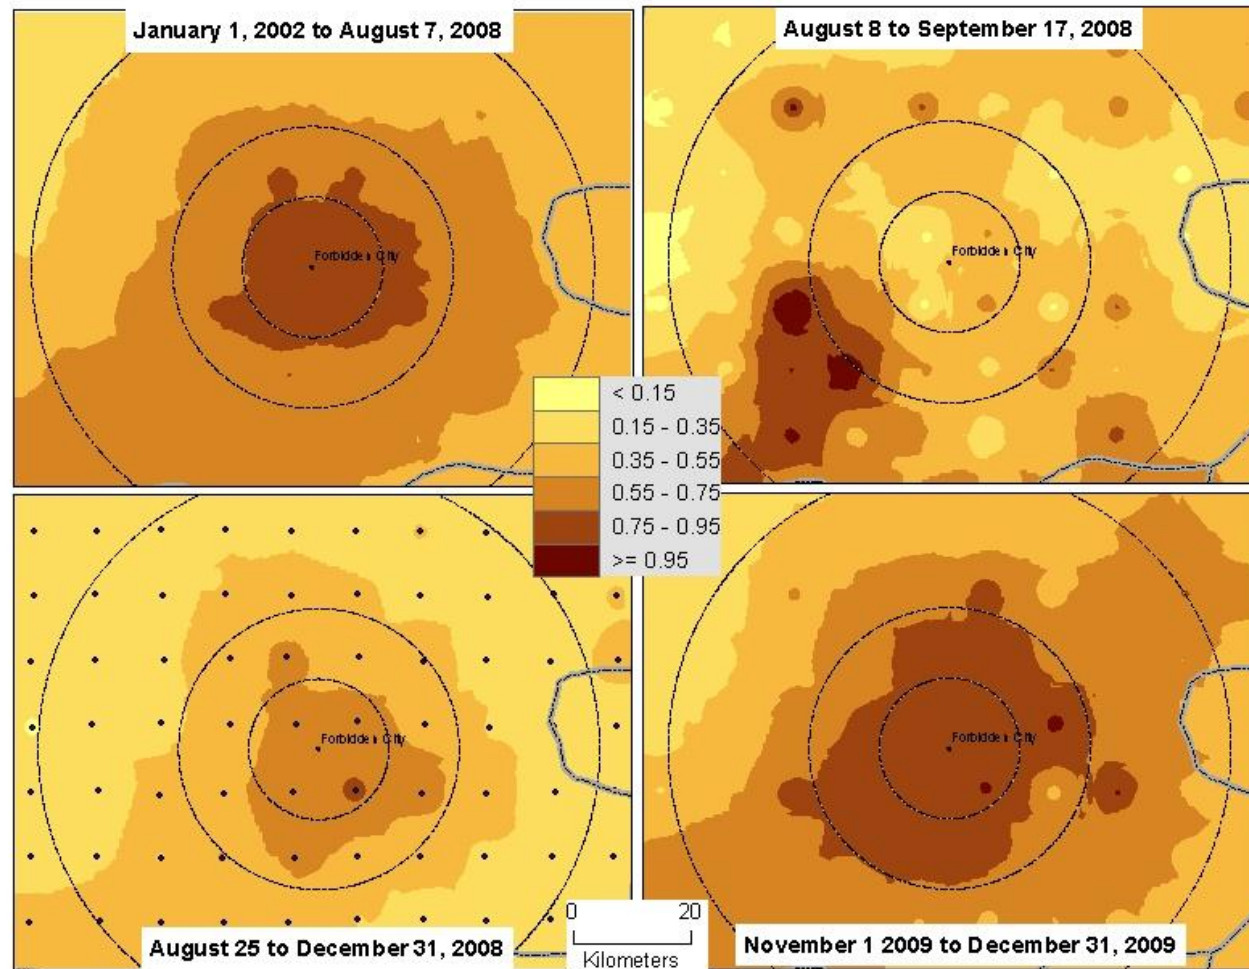 January 1, 2002 to August 7, 2008
August 8 to September 17, 2008
Forbidden City
Forbidden City
< 0.15
0.15 - 0.35
0.35 - 0.55
0.55 - 0.75
0.75 - 0.95
>= 0.95
Forbidden City
Forbidden City
August 25 to December 31, 2008
0 20
Kilometers
November 1 2009 to December 31, 2009